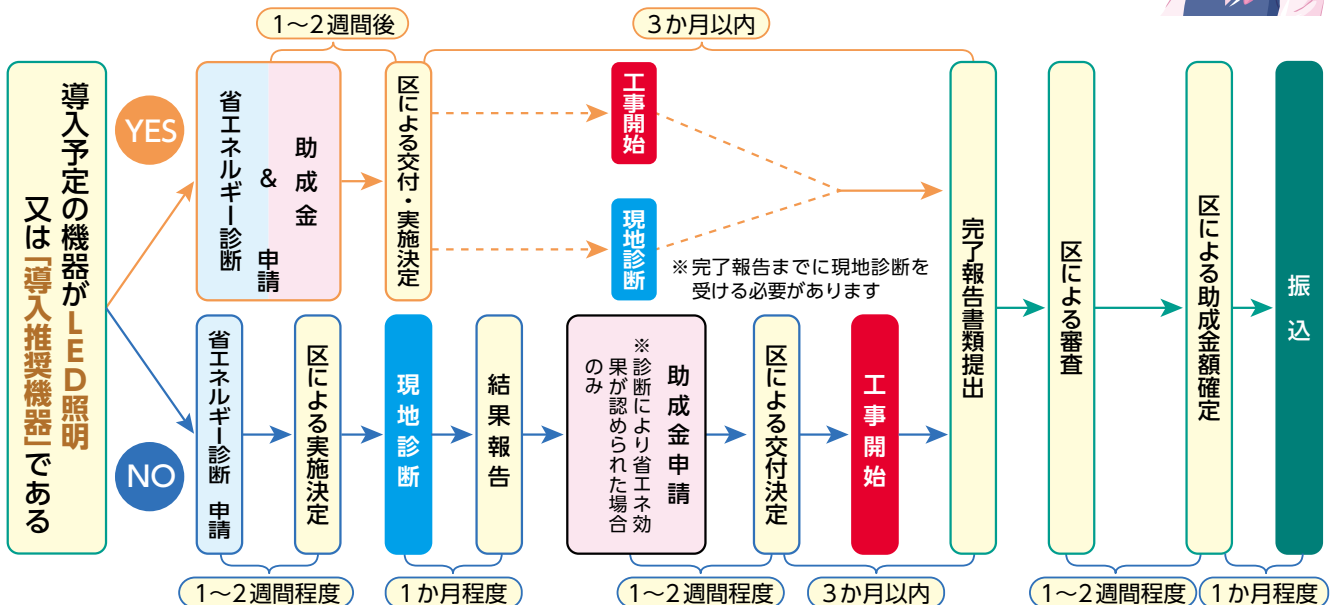 1～2週間後
3か月以内
導入予定の機器がLED照明
又は「導入推奨機器」である
YES
省エネルギー診断
&
助成金
申請
区による交付・実施決定
工事開始
現地診断
※完了報告までに現地診断を
受ける必要があります
NO
省エネルギー診断 申請
区による実施決定
現地診断
結果報告
助成金申請
※診断により省エネ効
果が認められた場合
のみ
区による交付決定
工事開始
完了報告書類提出
区による審査
区による助成金額確定
振込
1～2週間程度
1か月程度
1～2週間程度
3か月以内
1～2週間程度
1か月程度